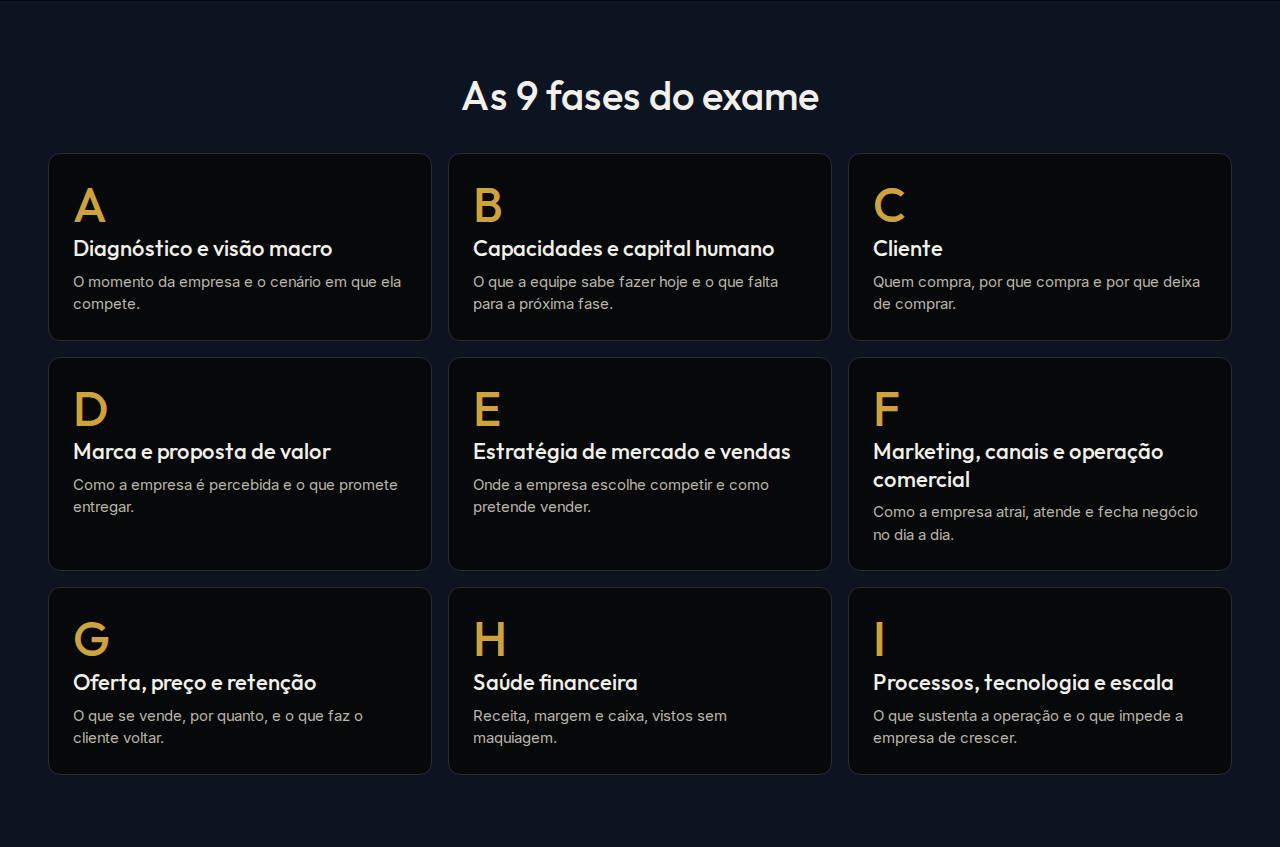 As 9 fases do exame
A
Diagnóstico e visão macro
O momento da empresa e o cenário em que ela
compete.
B
Capacidades e capital humano
O que a equipe sabe fazer hoje e o que falta
para a próxima fase.
C
Cliente
Quem compra, por que compra e por que deixa
de comprar.
D
Marca e proposta de valor
Como a empresa é percebida e o que promete
entregar.
E
Estratégia de mercado e vendas
Onde a empresa escolhe competir e como
pretende vender.
F
Marketing, canais e operação
comercial
Como a empresa atrai, atende e fecha negócio
no dia a dia.
G
Oferta, preço e retenção
O que se vende, por quanto, e o que faz o
cliente voltar.
H
Saúde financeira
Receita, margem e caixa, vistos sem
maquiagem.
I
Processos, tecnologia e escala
O que sustenta a operação e o que impede a
empresa de crescer.